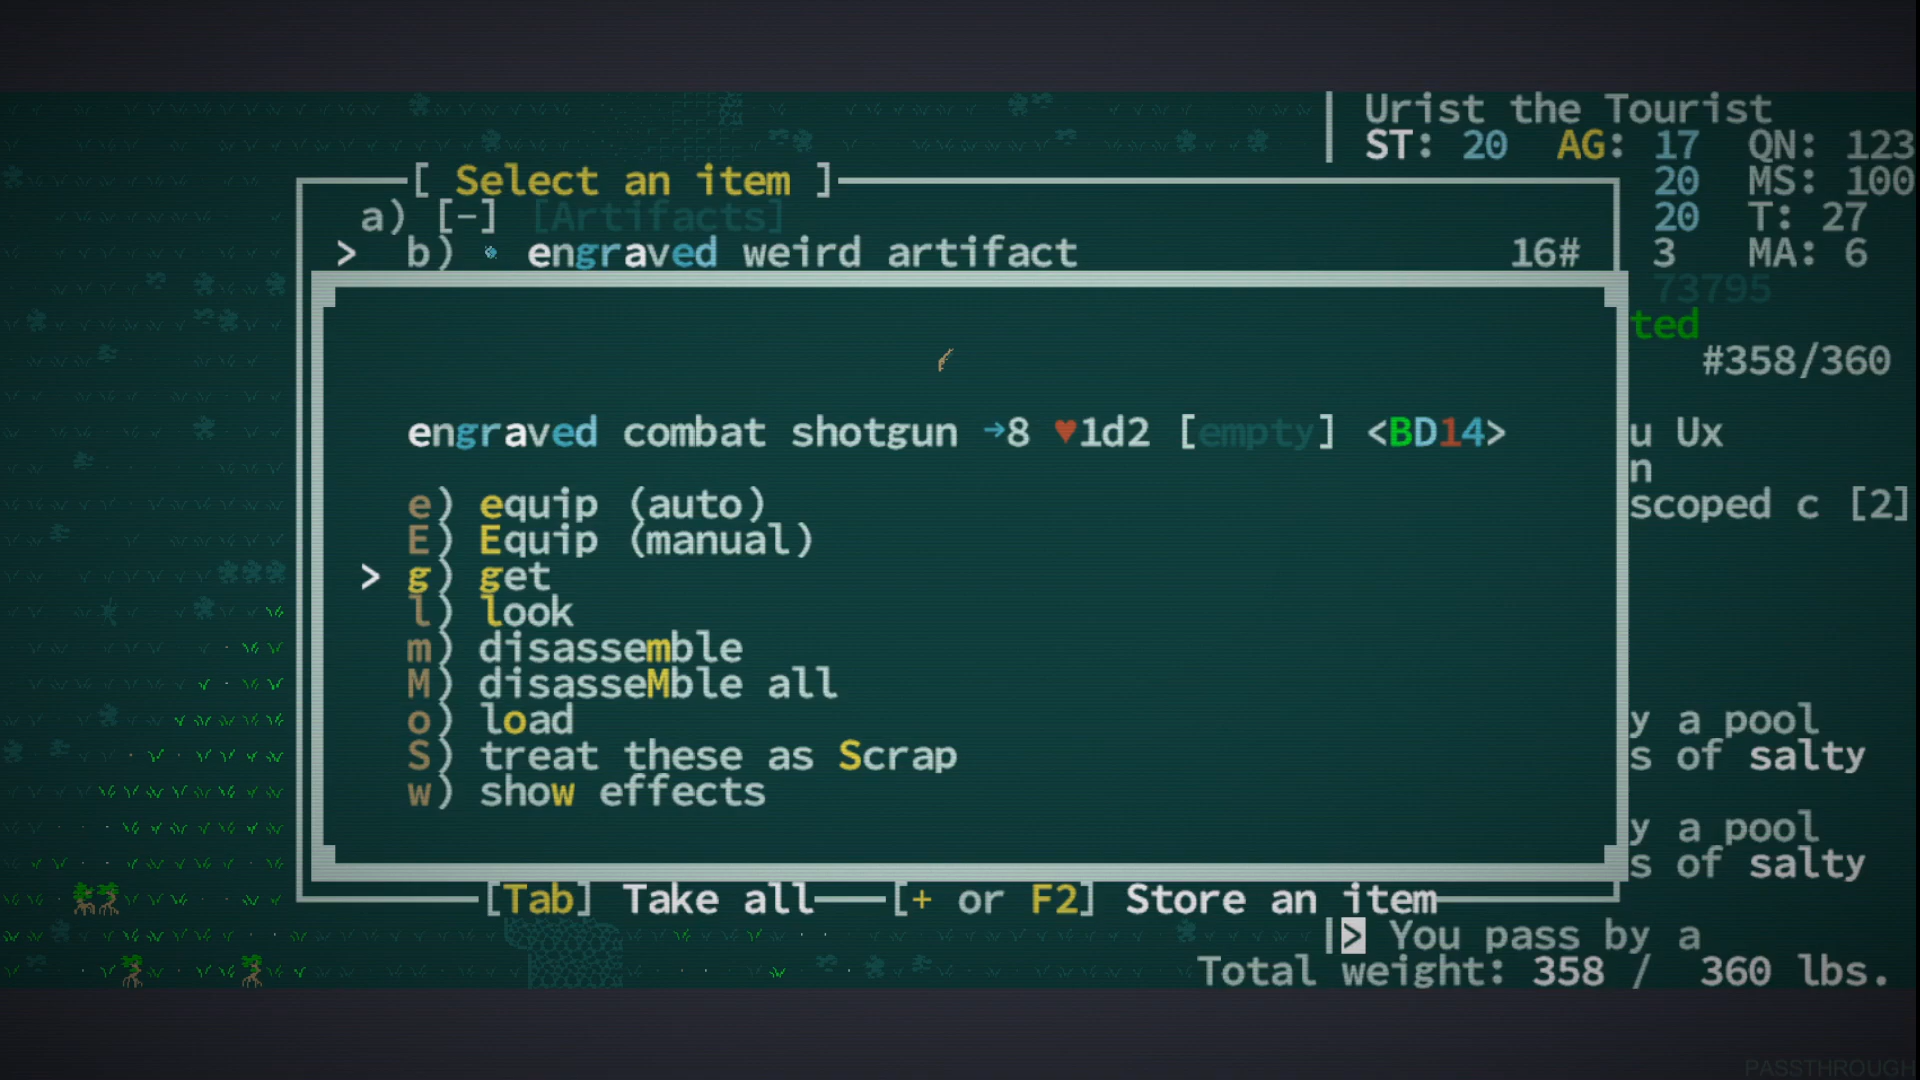 Urist the Tourist
ST: 20 AG: 17 QN: 123
20 MS: 100
20 T: 27
3 MA: 6
73795
ted
#358/360
u Ux
n
scoped c [2]
y a pool
s of salty
y a pool
s of salty
[ Select an item ]
a) [-] [Artifacts]
> b) engraved weird artifact 16#
engraved combat shotgun →8 ♥1d2 [empty] <BD14>
e) equip (auto)
E) Equip (manual)
> g) get
l) look
m) disassemble
M) disasseMble all
o) load
S) treat these as Scrap
w) show effects
[Tab] Take all [+ or F2] Store an item
> You pass by a
Total weight: 358 / 360 lbs.
PASSTHROUGH